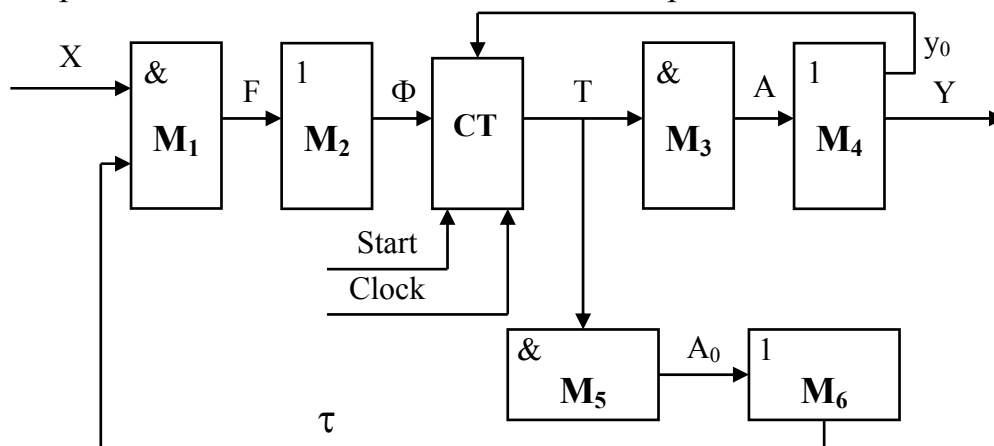 X
&
M₁
F
1
M₂
Φ
CT
T
&
M₃
A
1
M₄
y₀
Y
Start
Clock
&
M₅
A₀
1
M₆
τ